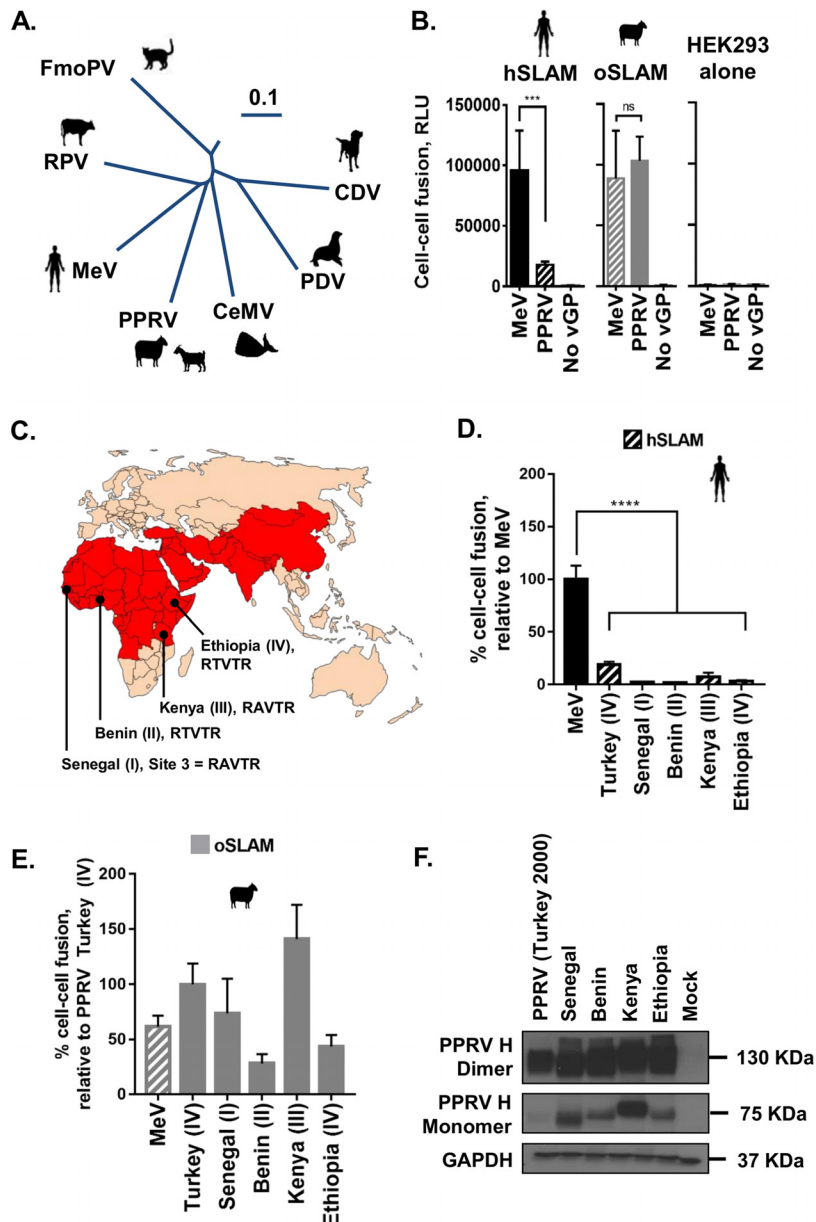 A.
FmoPV
0.1
RPV
CDV
MeV
PDV
PPRV
CeMV
B.
hSLAM
oSLAM
HEK293
alone
Cell-cell fusion, RLU
150000
100000
50000
0
***
ns
MeV
PPRV
No vGP
MeV
PPRV
No vGP
MeV
PPRV
No vGP
C.
Ethiopia (IV),
RTVTR
Kenya (III), RAVTR
Benin (II), RTVTR
Senegal (I), Site 3 = RAVTR
D.
hSLAM
% cell-cell fusion,
relative to MeV
200
150
100
50
0
****
MeV
Turkey (IV)
Senegal (I)
Benin (II)
Kenya (III)
Ethiopia (IV)
E.
oSLAM
% cell-cell fusion,
relative to PPRV Turkey (IV)
200
150
100
50
0
MeV
Turkey (IV)
Senegal (I)
Benin (II)
Kenya (III)
Ethiopia (IV)
F.
PPRV (Turkey 2000)
Senegal
Benin
Kenya
Ethiopia
Mock
PPRV H
Dimer
130 KDa
PPRV H
Monomer
75 KDa
GAPDH
37 KDa